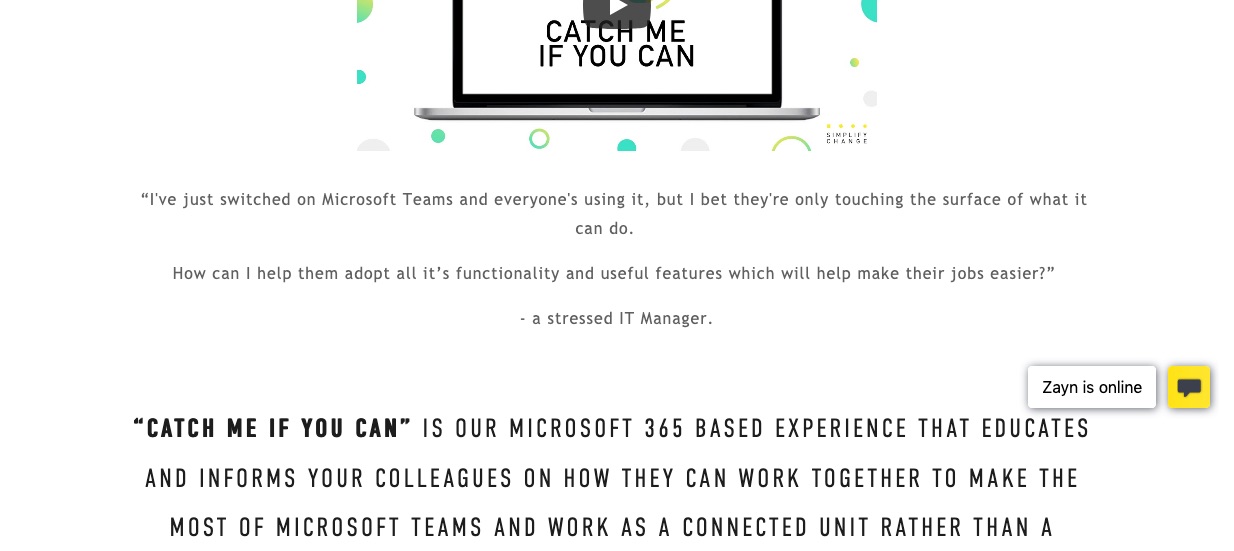 CATCH ME
IF YOU CAN
SIMPLIFY
CHANGE
“I've just switched on Microsoft Teams and everyone's using it, but I bet they're only touching the surface of what it
can do.
How can I help them adopt all it’s functionality and useful features which will help make their jobs easier?”
- a stressed IT Manager.
Zayn is online
“CATCH ME IF YOU CAN” IS OUR MICROSOFT 365 BASED EXPERIENCE THAT EDUCATES
AND INFORMS YOUR COLLEAGUES ON HOW THEY CAN WORK TOGETHER TO MAKE THE
MOST OF MICROSOFT TEAMS AND WORK AS A CONNECTED UNIT RATHER THAN A